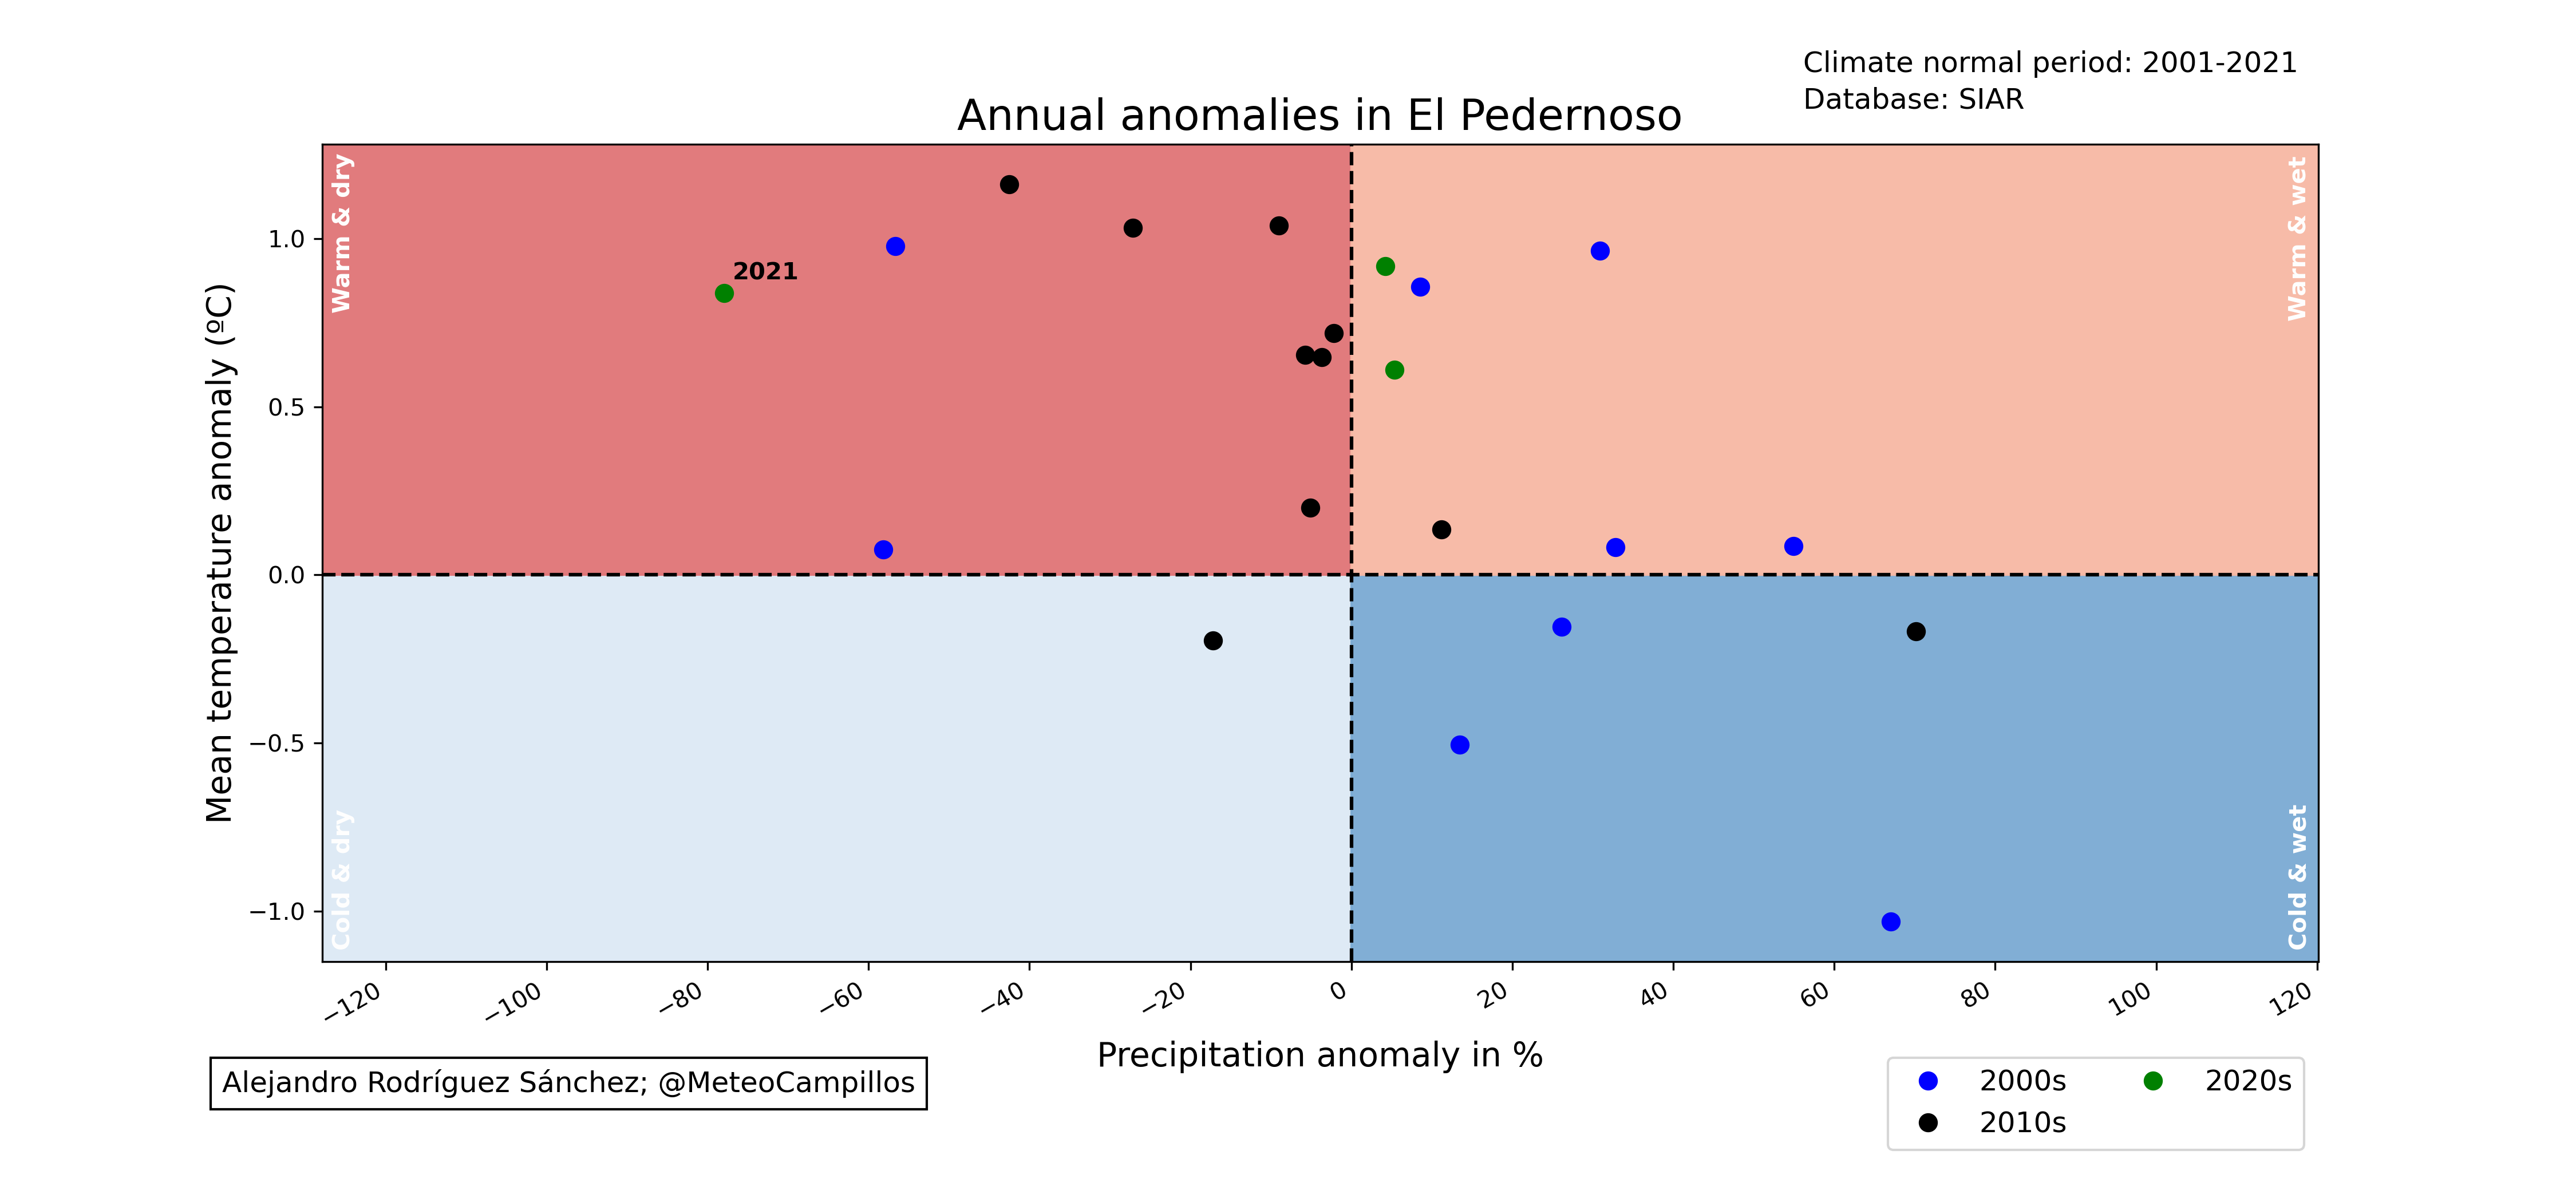 Climate normal period: 2001-2021
Database: SIAR
Annual anomalies in El Pedernoso
Warm & dry
Warm & wet
2021
Cold & dry
Cold & wet
Mean temperature anomaly (ºC)
1.0
0.5
0.0
−0.5
−1.0
−120
−100
−80
−60
−40
−20
0
20
40
60
80
100
120
Precipitation anomaly in %
Alejandro Rodríguez Sánchez; @MeteoCampillos
2000s
2010s
2020s